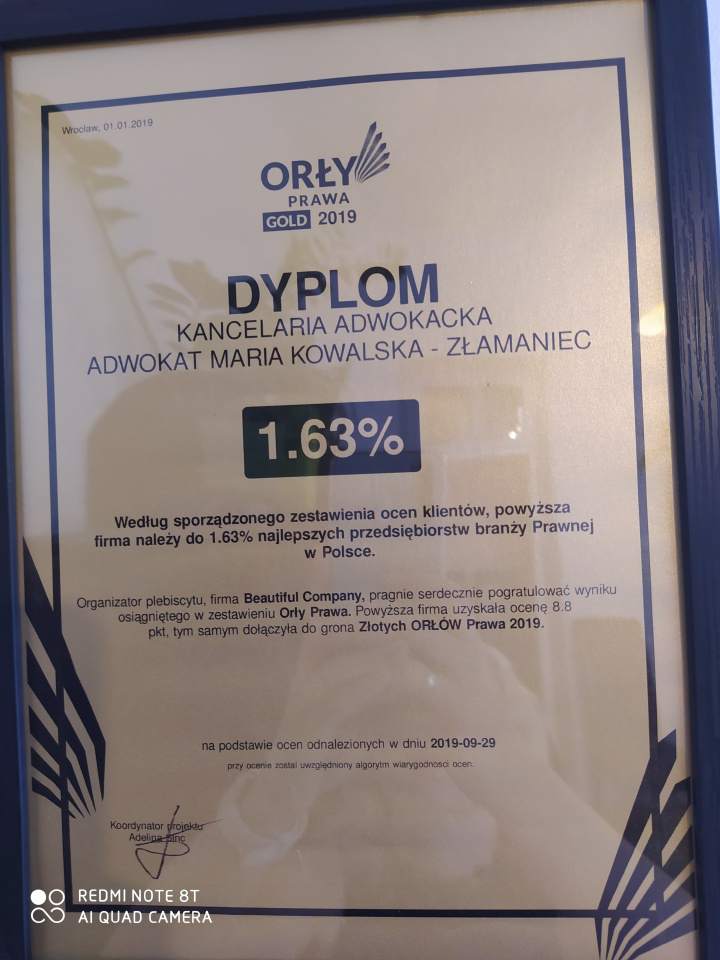 Wrocław, 01.01.2019
ORŁY
PRAWA
GOLD 2019
DYPLOM
KANCELARIA ADWOKACKA
ADWOKAT MARIA KOWALSKA - ZŁAMANIEC
1.63%
Według sporządzonego zestawienia ocen klientów, powyższa
firma należy do 1.63% najlepszych przedsiębiorstw branży Prawnej
w Polsce.
Organizator plebiscytu, firma Beautiful Company, pragnie serdecznie pogratulować wyniku
osiągniętego w zestawieniu Orły Prawa. Powyższa firma uzyskała ocenę 8.8
pkt, tym samym dołączyła do grona Złotych ORŁÓW Prawa 2019.
na podstawie ocen odnalezionych w dniu 2019-09-29
przy ocenie został uwzględniony algorytm wiarygodności ocen.
Koordynator projektu
Adelina
REDMI NOTE 8T
AI QUAD CAMERA